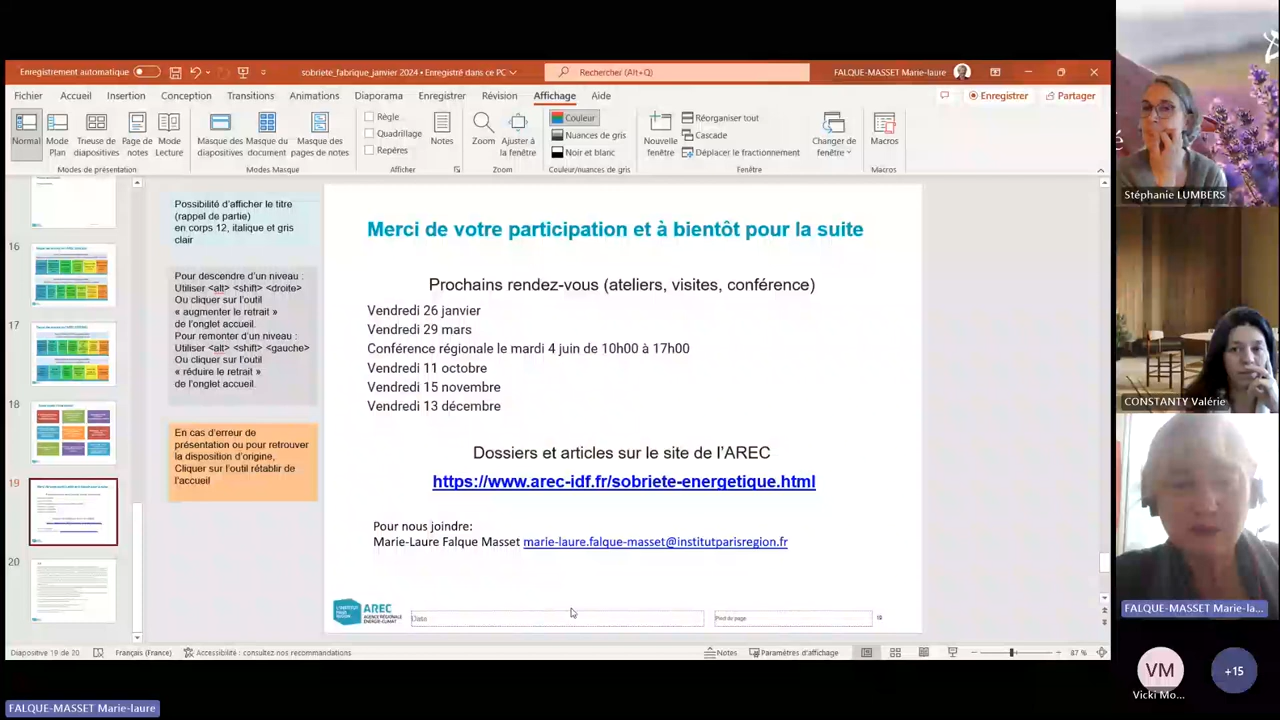 Enregistrement automatique
sobriete_fabrique_janvier 2024 • Enregistré dans ce PC
Rechercher (Alt+Q)
FALQUE-MASSET Marie-laure
Fichier Accueil Insertion Conception Transitions Animations Diaporama Enregistrer Révision Affichage Aide
Enregistrer
Partager
Normal
Mode Plan
Trieuse de diapositives
Page de notes
Mode Lecture
Modes de présentation
Masque des diapositives
Masque du document
Masque des pages de notes
Modes Masque
Règle
Quadrillage
Repères
Afficher
Notes
Zoom
Ajuster à la fenêtre
Zoom
Couleur
Nuances de gris
Noir et blanc
Couleur/nuances de gris
Nouvelle fenêtre
Réorganiser tout
Cascade
Déplacer le fractionnement
Changer de fenêtre
Fenêtre
Macros
Macros
16
17
18
19
20
Possibilité d'afficher le titre
(rappel de partie)
en corps 12, italique et gris
clair
Pour descendre d'un niveau :
Utiliser <alt> <shift> <droite>
Ou cliquer sur l'outil
« augmenter le retrait »
de l'onglet accueil.
Pour remonter d'un niveau :
Utiliser <alt> <shift> <gauche>
Ou cliquer sur l'outil
« réduire le retrait »
de l'onglet accueil.
En cas d'erreur de
présentation ou pour retrouver
la disposition d'origine,
Cliquer sur l'outil rétablir de
l'accueil
Merci de votre participation et à bientôt pour la suite
Prochains rendez-vous (ateliers, visites, conférence)
Vendredi 26 janvier
Vendredi 29 mars
Conférence régionale le mardi 4 juin de 10h00 à 17h00
Vendredi 11 octobre
Vendredi 15 novembre
Vendredi 13 décembre
Dossiers et articles sur le site de l'AREC
https://www.arec-idf.fr/sobriete-energetique.html
Pour nous joindre:
Marie-Laure Falque Masset marie-laure.falque-masset@institutparisregion.fr
L'INSTITUT PARIS REGION
AREC
AGENCE RÉGIONALE
ÉNERGIE-CLIMAT
Date
Pied de page
19
Diapositive 19 de 20
Français (France)
Accessibilité : consultez nos recommandations
Notes
Paramètres d'affichage
87 %
Stéphanie LUMBERS
CONSTANTY Valérie
FALQUE-MASSET Marie-la...
VM
Vicki Mo...
+15
FALQUE-MASSET Marie-laure